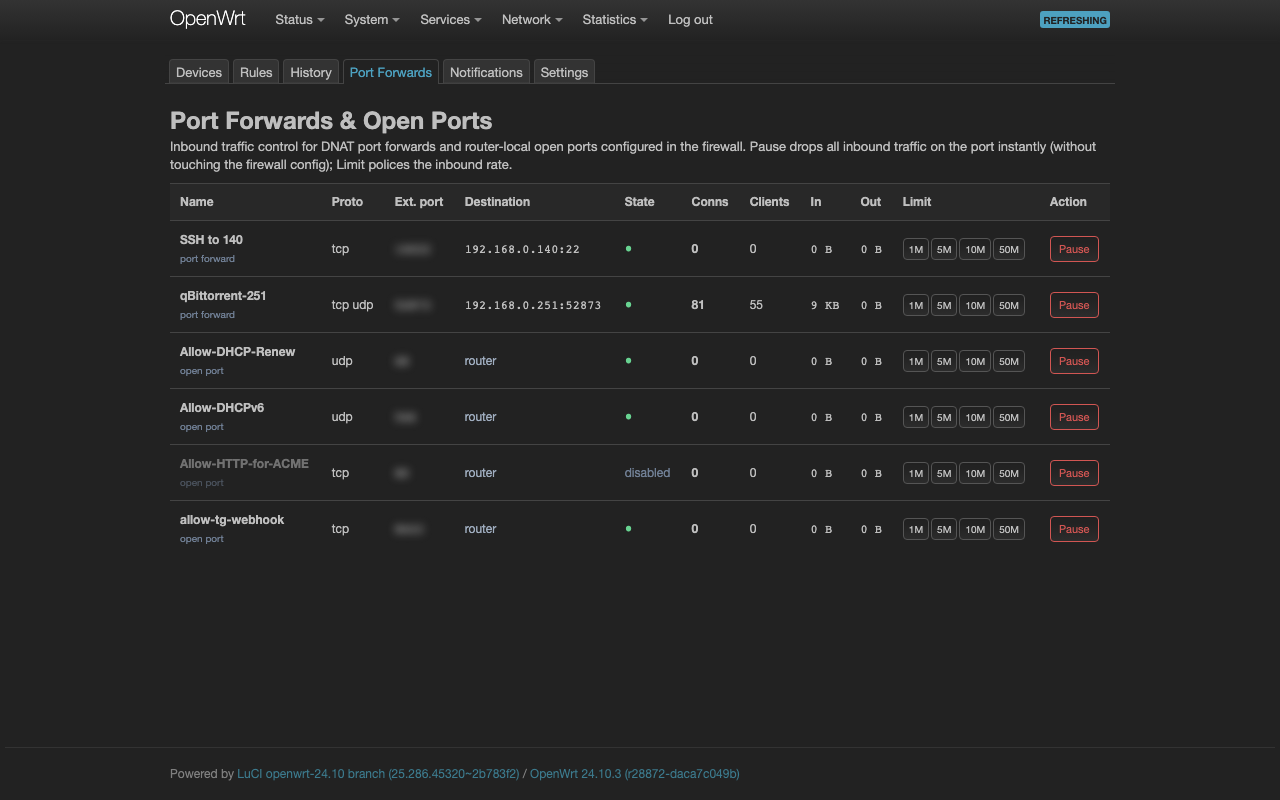 OpenWrt Status System Services Network Statistics Log out REFRESHING
Devices Rules History Port Forwards Notifications Settings
Port Forwards & Open Ports
Inbound traffic control for DNAT port forwards and router-local open ports configured in the firewall. Pause drops all inbound traffic on the port instantly (without
touching the firewall config); Limit polices the inbound rate.
Name Proto Ext. port Destination State Conns Clients In Out Limit Action
SSH to 140
port forward
tcp 192.168.0.140:22 0 0 0 B 0 B 1M 5M 10M 50M Pause
qBittorrent-251
port forward
tcp udp 192.168.0.251:52873 81 55 9 KB 0 B 1M 5M 10M 50M Pause
Allow-DHCP-Renew
open port
udp router 0 0 0 B 0 B 1M 5M 10M 50M Pause
Allow-DHCPv6
open port
udp router 0 0 0 B 0 B 1M 5M 10M 50M Pause
Allow-HTTP-for-ACME
open port
tcp router disabled 0 0 0 B 0 B 1M 5M 10M 50M Pause
allow-tg-webhook
open port
tcp router 0 0 0 B 0 B 1M 5M 10M 50M Pause
Powered by LuCI openwrt-24.10 branch (25.286.45320~2b783f2) / OpenWrt 24.10.3 (r28872-daca7c049b)